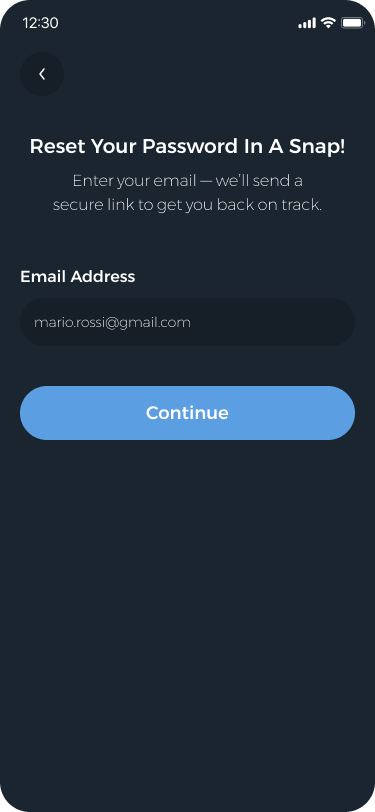 12:30
Reset Your Password In A Snap!
Enter your email — we’ll send a
secure link to get you back on track.
Email Address
mario.rossi@gmail.com
Continue